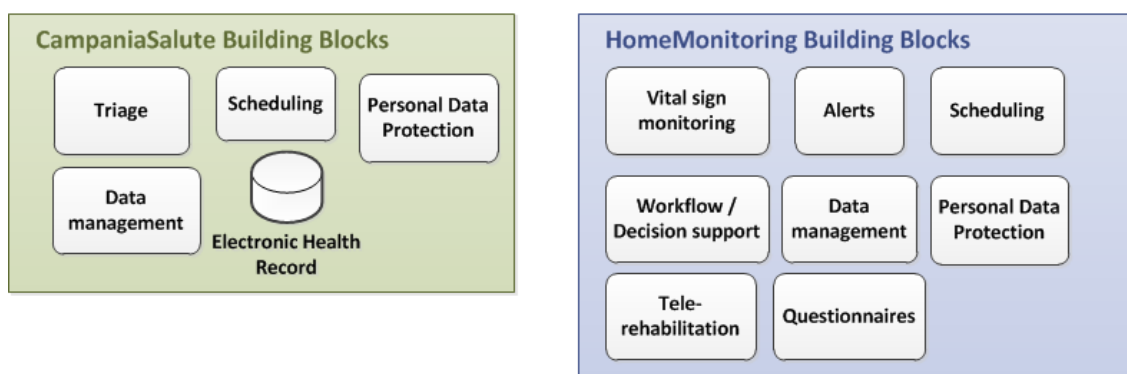 CampaniaSalute Building Blocks
Triage
Scheduling
Personal Data
Protection
Data
management
Electronic Health
Record
HomeMonitoring Building Blocks
Vital sign
monitoring
Alerts
Scheduling
Workflow /
Decision support
Data
management
Personal Data
Protection
Tele-
rehabilitation
Questionnaires